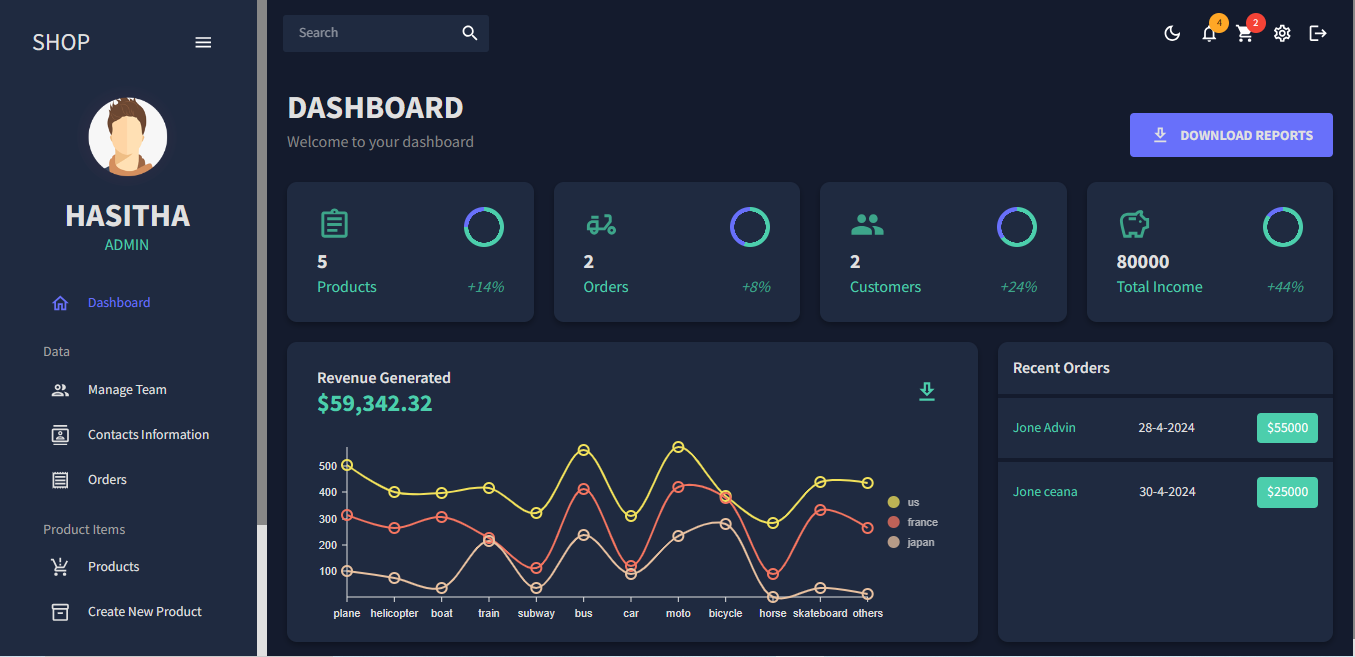 SHOP
HASITHA
ADMIN
Dashboard
Data
Manage Team
Contacts Information
Orders
Product Items
Products
Create New Product
Search
4
2
DASHBOARD
Welcome to your dashboard
DOWNLOAD REPORTS
5
Products
+14%
2
Orders
+8%
2
Customers
+24%
80000
Total Income
+44%
Revenue Generated
$59,342.32
500
400
300
200
100
plane helicopter boat train subway bus car moto bicycle horse skateboard others
us
france
japan
Recent Orders
Jone Advin 28-4-2024 $55000
Jone ceana 30-4-2024 $25000